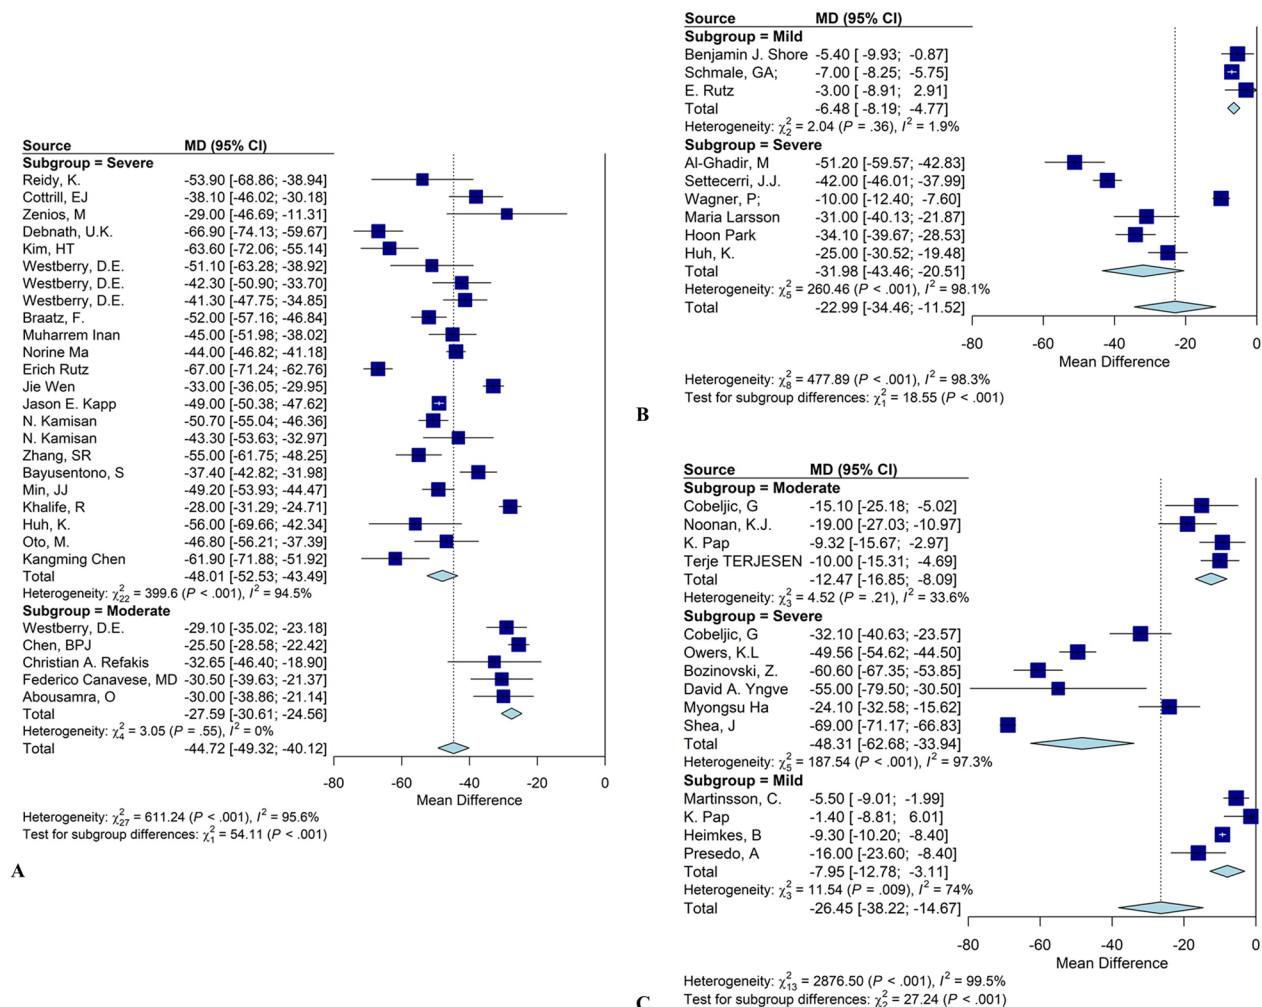 Source MD (95% CI)
Subgroup = Severe
Reidy, K. -53.90 [-68.86; -38.94]
Cottrill, EJ -38.10 [-46.02; -30.18]
Zenios, M -29.00 [-46.69; -11.31]
Debnath, U.K. -66.90 [-74.13; -59.67]
Kim, HT -63.60 [-72.06; -55.14]
Westberry, D.E. -51.10 [-63.28; -38.92]
Westberry, D.E. -42.30 [-50.90; -33.70]
Westberry, D.E. -41.30 [-47.75; -34.85]
Braatz, F. -52.00 [-57.16; -46.84]
Muharrem Inan -45.00 [-51.98; -38.02]
Norine Ma -44.00 [-46.82; -41.18]
Erich Rutz -67.00 [-71.24; -62.76]
Jie Wen -33.00 [-36.05; -29.95]
Jason E. Kapp -49.00 [-50.38; -47.62]
N. Kamisan -50.70 [-55.04; -46.36]
N. Kamisan -43.30 [-53.63; -32.97]
Zhang, SR -55.00 [-61.75; -48.25]
Bayusentono, S -37.40 [-42.82; -31.98]
Min, JJ -49.20 [-53.93; -44.47]
Khalife, R -28.00 [-31.29; -24.71]
Huh, K. -56.00 [-69.66; -42.34]
Oto, M. -46.80 [-56.21; -37.39]
Kangming Chen -61.90 [-71.88; -51.92]
Total -48.01 [-52.53; -43.49]
Heterogeneity: χ²₂₂ = 399.6 (P < .001), I² = 94.5%
Subgroup = Moderate
Westberry, D.E. -29.10 [-35.02; -23.18]
Chen, BPJ -25.50 [-28.58; -22.42]
Christian A. Refakis -32.65 [-46.40; -18.90]
Federico Canavese, MD -30.50 [-39.63; -21.37]
Abousamra, O -30.00 [-38.86; -21.14]
Total -27.59 [-30.61; -24.56]
Heterogeneity: χ²₄ = 3.05 (P = .55), I² = 0%
Total -44.72 [-49.32; -40.12]
-80 -60 -40 -20 0
Mean Difference
Heterogeneity: χ²₂₇ = 611.24 (P < .001), I² = 95.6%
Test for subgroup differences: χ²₁ = 54.11 (P < .001)
A
Source MD (95% CI)
Subgroup = Mild
Benjamin J. Shore -5.40 [ -9.93; -0.87]
Schmale, GA; -7.00 [ -8.25; -5.75]
E. Rutz -3.00 [ -8.91; 2.91]
Total -6.48 [ -8.19; -4.77]
Heterogeneity: χ²₂ = 2.04 (P = .36), I² = 1.9%
Subgroup = Severe
Al-Ghadir, M -51.20 [-59.57; -42.83]
Settecerri, J.J. -42.00 [-46.01; -37.99]
Wagner, P; -10.00 [-12.40; -7.60]
Maria Larsson -31.00 [-40.13; -21.87]
Hoon Park -34.10 [-39.67; -28.53]
Huh, K. -25.00 [-30.52; -19.48]
Total -31.98 [-43.46; -20.51]
Heterogeneity: χ²₅ = 260.46 (P < .001), I² = 98.1%
Total -22.99 [-34.46; -11.52]
-80 -60 -40 -20 0
Mean Difference
Heterogeneity: χ²₈ = 477.89 (P < .001), I² = 98.3%
Test for subgroup differences: χ²₁ = 18.55 (P < .001)
B
Source MD (95% CI)
Subgroup = Moderate
Cobeljic, G -15.10 [-25.18; -5.02]
Noonan, K.J. -19.00 [-27.03; -10.97]
K. Pap -9.32 [-15.67; -2.97]
Terje TERJESEN -10.00 [-15.31; -4.69]
Total -12.47 [-16.85; -8.09]
Heterogeneity: χ²₃ = 4.52 (P = .21), I² = 33.6%
Subgroup = Severe
Cobeljic, G -32.10 [-40.63; -23.57]
Owers, K.L -49.56 [-54.62; -44.50]
Bozinovski, Z. -60.60 [-67.35; -53.85]
David A. Yngve -55.00 [-79.50; -30.50]
Myongsu Ha -24.10 [-32.58; -15.62]
Shea, J -69.00 [-71.17; -66.83]
Total -48.31 [-62.68; -33.94]
Heterogeneity: χ²₅ = 187.54 (P < .001), I² = 97.3%
Subgroup = Mild
Martinsson, C. -5.50 [ -9.01; -1.99]
K. Pap -1.40 [ -8.81; 6.01]
Heimkes, B -9.30 [-10.20; -8.40]
Presedo, A -16.00 [-23.60; -8.40]
Total -7.95 [-12.78; -3.11]
Heterogeneity: χ²₃ = 11.54 (P = .009), I² = 74%
Total -26.45 [-38.22; -14.67]
-80 -60 -40 -20 0
Mean Difference
Heterogeneity: χ²₁₃ = 2876.50 (P < .001), I² = 99.5%
Test for subgroup differences: χ²₂ = 27.24 (P < .001)
C